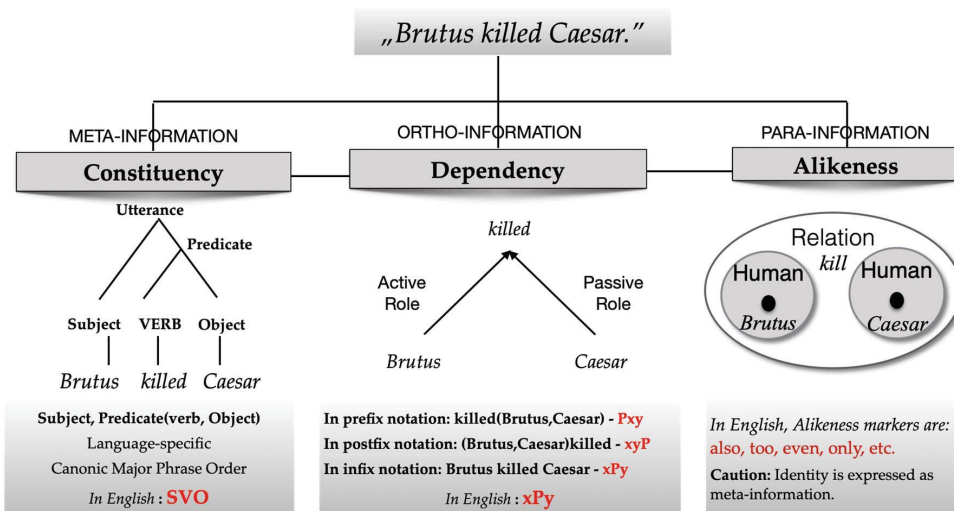 „Brutus killed Caesar.”
META-INFORMATION
Constituency
Utterance
Predicate
Subject VERB Object
Brutus killed Caesar
Subject, Predicate(verb, Object)
Language-specific
Canonic Major Phrase Order
In English : SVO
ORTHO-INFORMATION
Dependency
killed
Active
Role
Passive
Role
Brutus
Caesar
In prefix notation: killed(Brutus,Caesar) - Pxy
In postfix notation: (Brutus,Caesar)killed - xyP
In infix notation: Brutus killed Caesar - xPy
In English : xPy
PARA-INFORMATION
Alikeness
Relation
kill
Human
Brutus
Human
Caesar
In English, Alikeness markers are:
also, too, even, only, etc.
Caution: Identity is expressed as
meta-information.